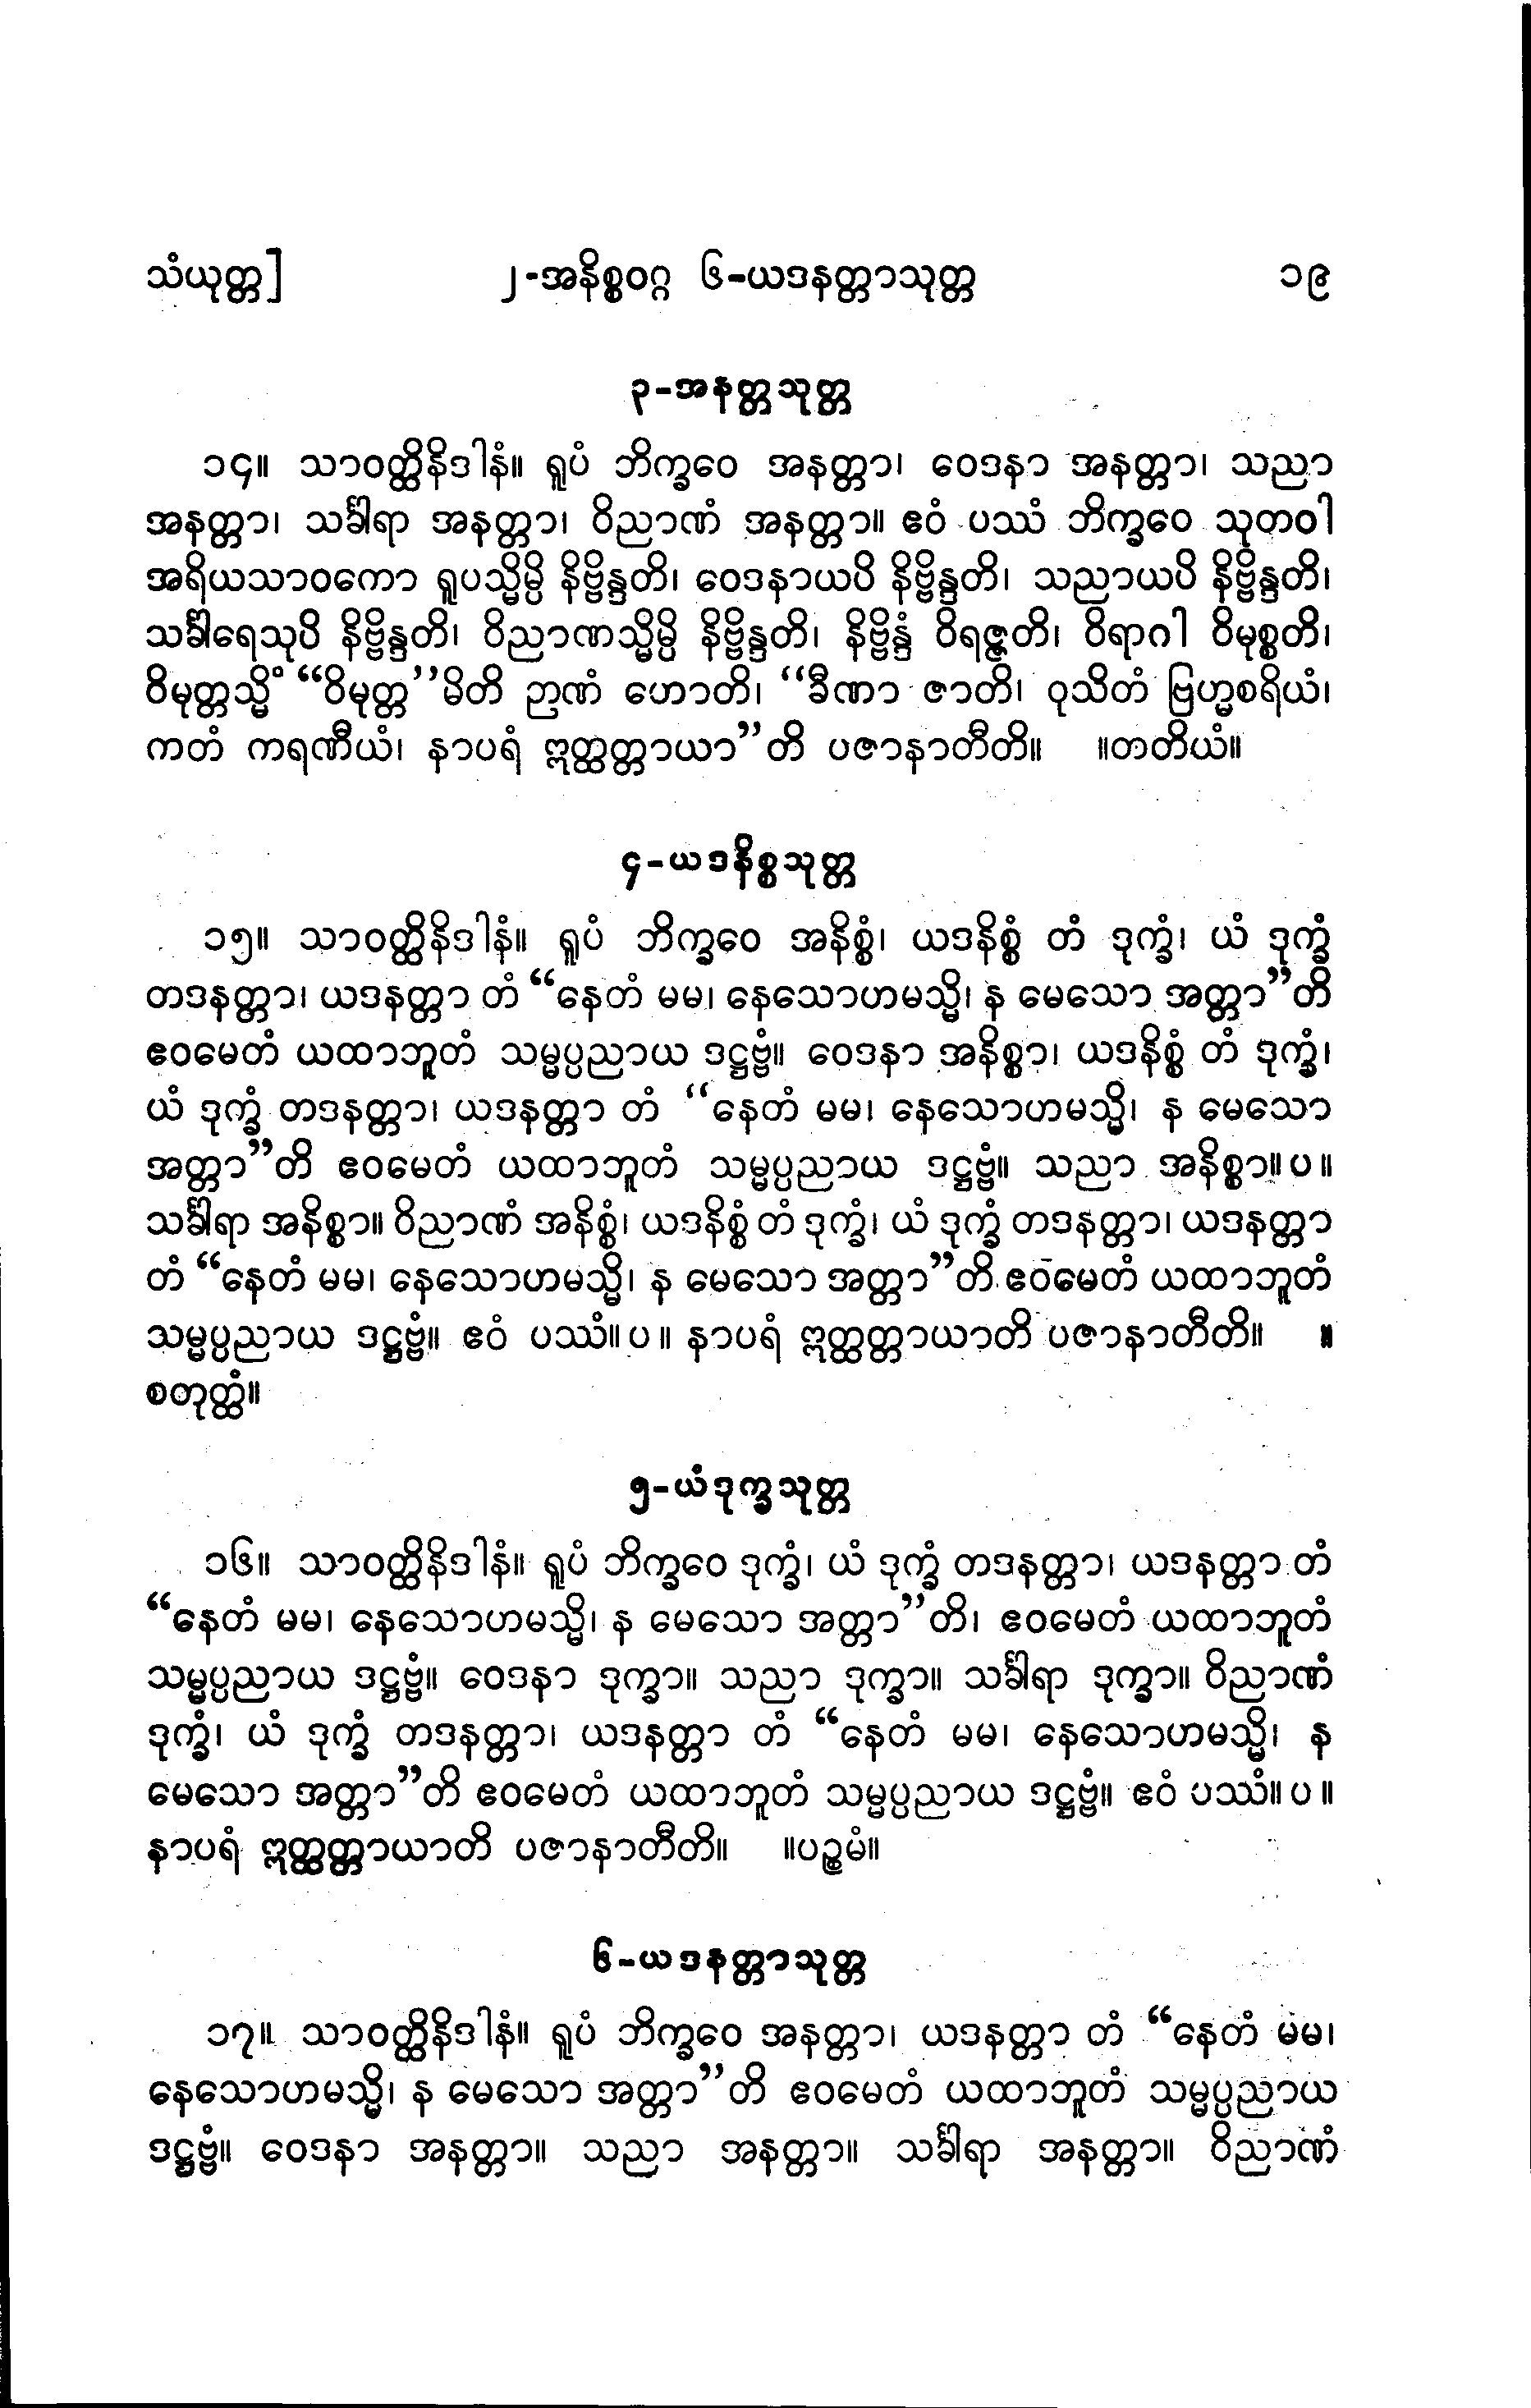 သံယုတ္တ] ၂-အနိစ္စဝဂ္ဂ ၆-ယဒနတ္တာသုတ္တ ၁၉
၃-အနတ္တသုတ္တ
၁၄။ သာဝတ္ထိနိဒါနံ။ ရူပံ ဘိက္ခဝေ အနတ္တာ၊ ဝေဒနာ အနတ္တာ၊ သညာ
အနတ္တာ၊ သင်္ခါရာ အနတ္တာ၊ ဝိညာဏံ အနတ္တာ။ ဧဝံ ပဿံ ဘိက္ခဝေ သုတဝါ
အရိယသာဝကော ရူပသ္မိမ္ပိ နိဗ္ဗိန္ဒတိ၊ ဝေဒနာယပိ နိဗ္ဗိန္ဒတိ၊ သညာယပိ နိဗ္ဗိန္ဒတိ၊
သင်္ခါရေသုပိ နိဗ္ဗိန္ဒတိ၊ ဝိညာဏသ္မိမ္ပိ နိဗ္ဗိန္ဒတိ၊ နိဗ္ဗိန္ဒံ ဝိရဇ္ဇတိ၊ ဝိရာဂါ ဝိမုစ္စတိ၊
ဝိမုတ္တသ္မိံ “ဝိမုတ္တ”မိတိ ဉာဏံ ဟောတိ၊ “ခီဏာ ဇာတိ၊ ဝုသိတံ ဗြဟ္မစရိယံ၊
ကတံ ကရဏီယံ၊ နာပရံ ဣတ္ထတ္တာယာ”တိ ပဇာနာတီတိ။ ။တတိယံ။
၄-ယဒနိစ္စသုတ္တ
၁၅။ သာဝတ္ထိနိဒါနံ။ ရူပံ ဘိက္ခဝေ အနိစ္စံ၊ ယဒနိစ္စံ တံ ဒုက္ခံ၊ ယံ ဒုက္ခံ
တဒနတ္တာ၊ ယဒနတ္တာ တံ “နေတံ မမ၊ နေသောဟမသ္မိ၊ န မေသော အတ္တာ”တိ
ဧဝမေတံ ယထာဘူတံ သမ္မပ္ပညာယ ဒဋ္ဌဗ္ဗံ။ ဝေဒနာ အနိစ္စာ၊ ယဒနိစ္စံ တံ ဒုက္ခံ၊
ယံ ဒုက္ခံ တဒနတ္တာ၊ ယဒနတ္တာ တံ “နေတံ မမ၊ နေသောဟမသ္မိ၊ န မေသော
အတ္တာ”တိ ဧဝမေတံ ယထာဘူတံ သမ္မပ္ပညာယ ဒဋ္ဌဗ္ဗံ။ သညာ အနိစ္စာ။ ပ ။
သင်္ခါရာ အနိစ္စာ။ ဝိညာဏံ အနိစ္စံ၊ ယဒနိစ္စံ တံ ဒုက္ခံ၊ ယံ ဒုက္ခံ တဒနတ္တာ၊ ယဒနတ္တာ
တံ “နေတံ မမ၊ နေသောဟမသ္မိ၊ န မေသော အတ္တာ”တိ ဧဝမေတံ ယထာဘူတံ
သမ္မပ္ပညာယ ဒဋ္ဌဗ္ဗံ။ ဧဝံ ပဿံ။ ပ ။ နာပရံ ဣတ္ထတ္တာယာတိ ပဇာနာတီတိ။ ။
စတုတ္ထံ။
၅-ယံဒုက္ခသုတ္တ
၁၆။ သာဝတ္ထိနိဒါနံ။ ရူပံ ဘိက္ခဝေ ဒုက္ခံ၊ ယံ ဒုက္ခံ တဒနတ္တာ၊ ယဒနတ္တာ တံ
“နေတံ မမ၊ နေသောဟမသ္မိ၊ န မေသော အတ္တာ”တိ၊ ဧဝမေတံ ယထာဘူတံ
သမ္မပ္ပညာယ ဒဋ္ဌဗ္ဗံ။ ဝေဒနာ ဒုက္ခာ။ သညာ ဒုက္ခာ။ သင်္ခါရာ ဒုက္ခာ။ ဝိညာဏံ
ဒုက္ခံ၊ ယံ ဒုက္ခံ တဒနတ္တာ၊ ယဒနတ္တာ တံ “နေတံ မမ၊ နေသောဟမသ္မိ၊ န
မေသော အတ္တာ”တိ ဧဝမေတံ ယထာဘူတံ သမ္မပ္ပညာယ ဒဋ္ဌဗ္ဗံ။ ဧဝံ ပဿံ။ ပ ။
နာပရံ ဣတ္ထတ္တာယာတိ ပဇာနာတီတိ။ ။ပဉ္စမံ။
၆-ယဒနတ္တာသုတ္တ
၁၇။ သာဝတ္ထိနိဒါနံ။ ရူပံ ဘိက္ခဝေ အနတ္တာ၊ ယဒနတ္တာ တံ “နေတံ မမ၊
နေသောဟမသ္မိ၊ န မေသော အတ္တာ”တိ ဧဝမေတံ ယထာဘူတံ သမ္မပ္ပညာယ
ဒဋ္ဌဗ္ဗံ။ ဝေဒနာ အနတ္တာ။ သညာ အနတ္တာ။ သင်္ခါရာ အနတ္တာ။ ဝိညာဏံ